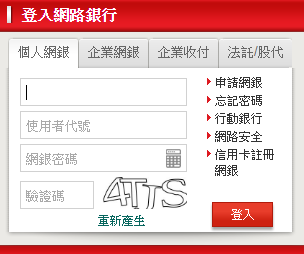 登入網路銀行
個人網銀 企業網銀 企業收付 法託/股代
申請網銀
忘記密碼
使用者代號
行動銀行
網銀密碼
網路安全
信用卡註冊
網銀
驗證碼
4TTS
重新產生
登入